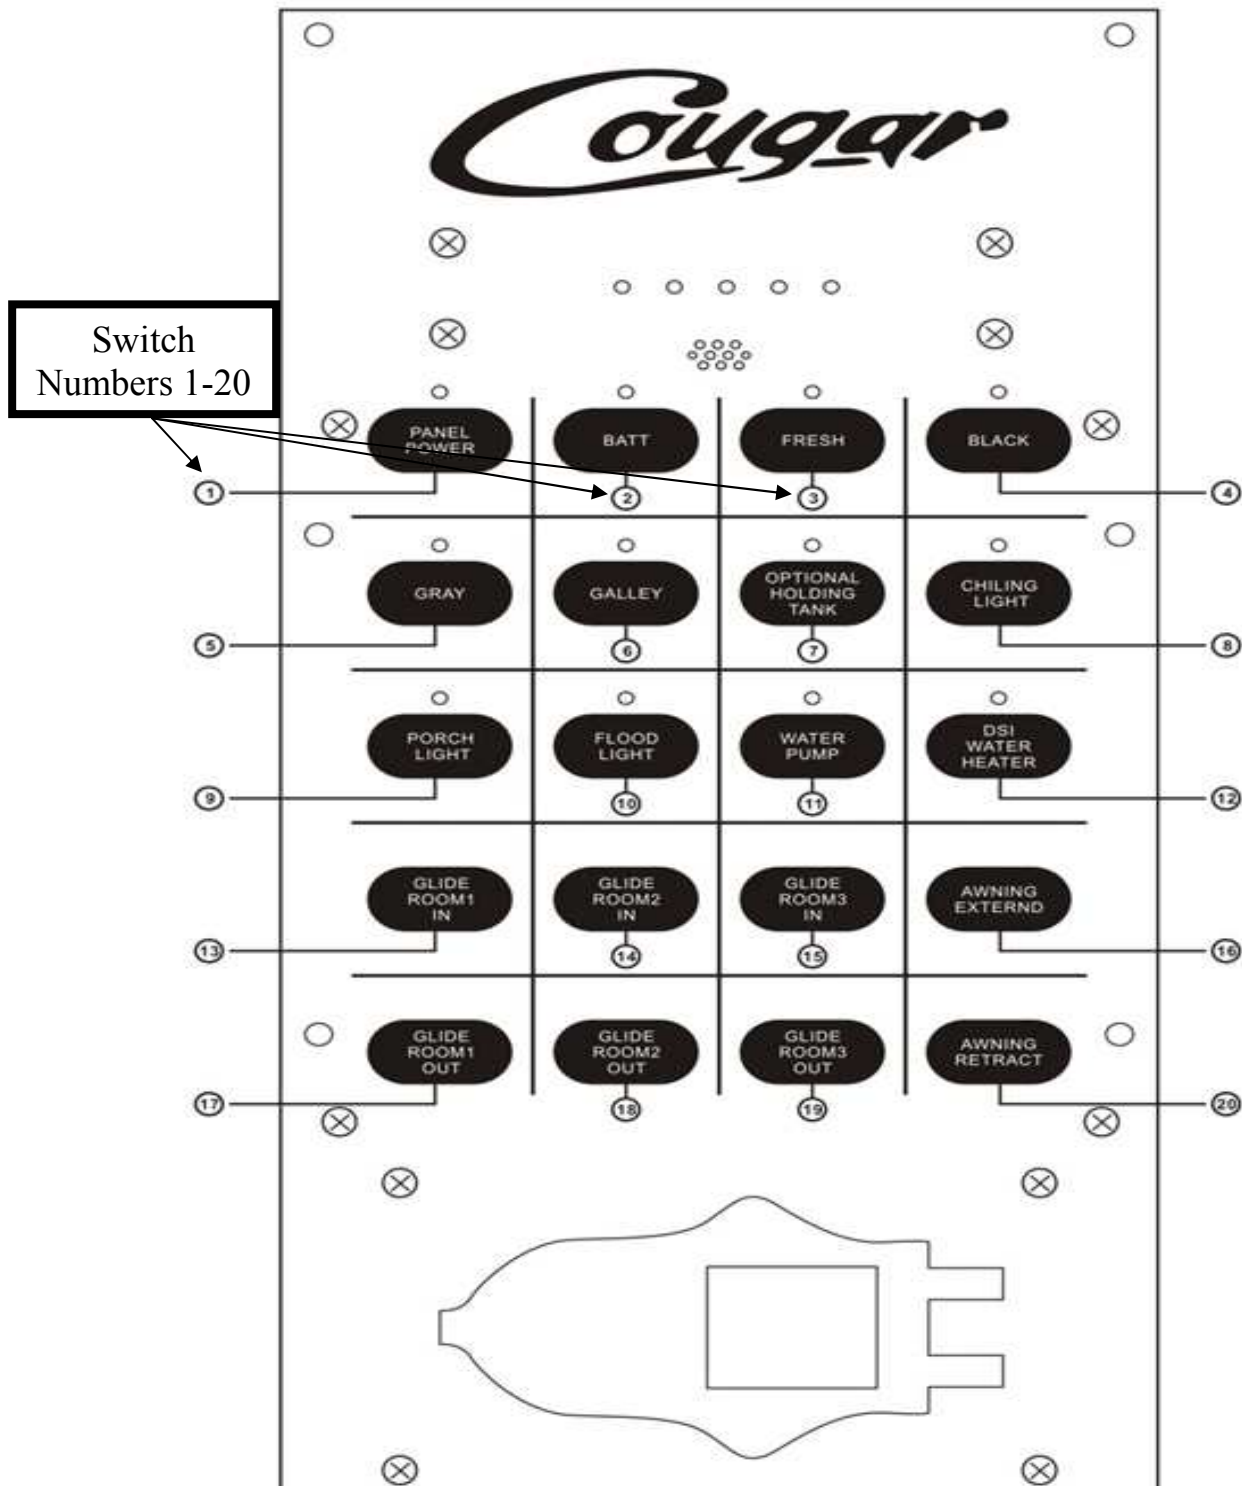 Cougar
Switch
Numbers 1-20
PANEL
POWER
BATT
FRESH
BLACK
1
2
3
4
GRAY
GALLEY
OPTIONAL
HOLDING
TANK
CHILING
LIGHT
5
6
7
8
PORCH
LIGHT
FLOOD
LIGHT
WATER
PUMP
DSI
WATER
HEATER
9
10
11
12
GLIDE
ROOM1
IN
GLIDE
ROOM2
IN
GLIDE
ROOM3
IN
AWNING
EXTERND
13
14
15
16
GLIDE
ROOM1
OUT
GLIDE
ROOM2
OUT
GLIDE
ROOM3
OUT
AWNING
RETRACT
17
18
19
20